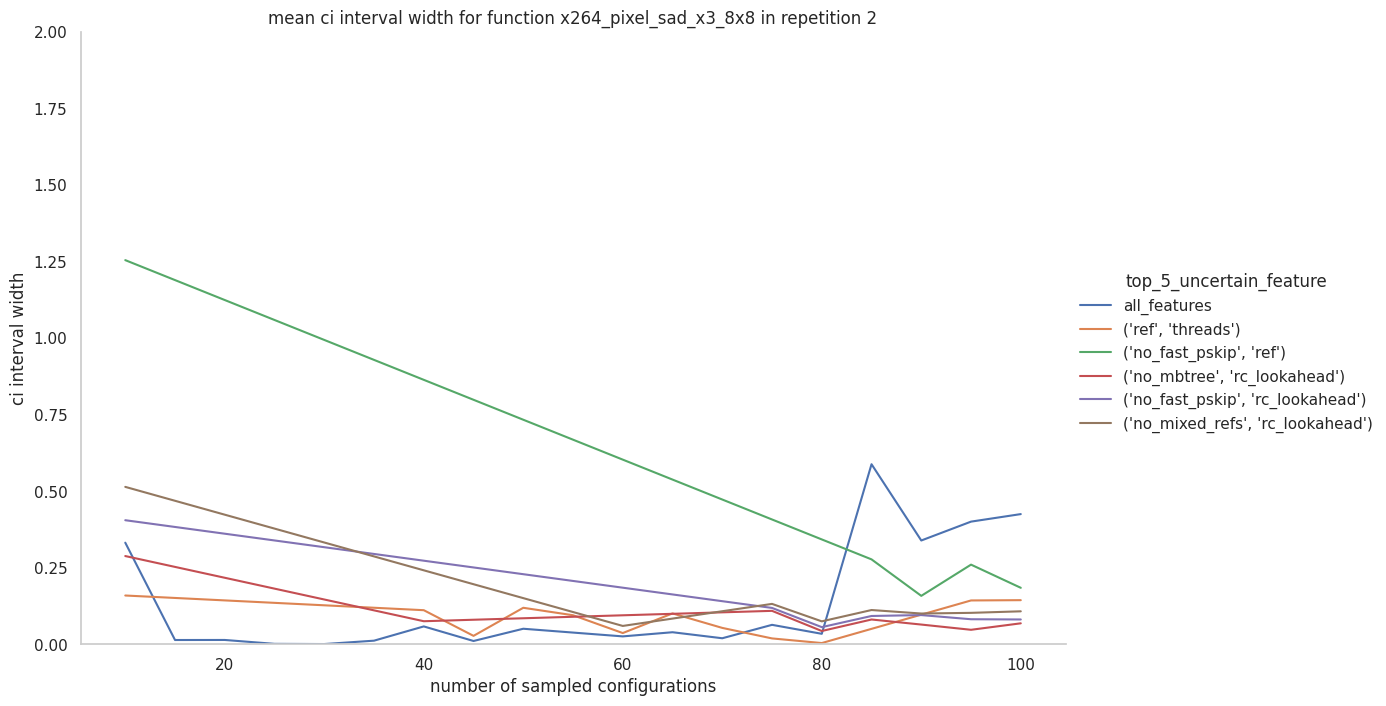 mean ci interval width for function x264_pixel_sad_x3_8x8 in repetition 2
2.00
1.75
1.50
1.25
1.00
0.75
0.50
0.25
0.00
ci interval width
20
40
60
80
100
number of sampled configurations
top_5_uncertain_feature
all_features
('ref', 'threads')
('no_fast_pskip', 'ref')
('no_mbtree', 'rc_lookahead')
('no_fast_pskip', 'rc_lookahead')
('no_mixed_refs', 'rc_lookahead')